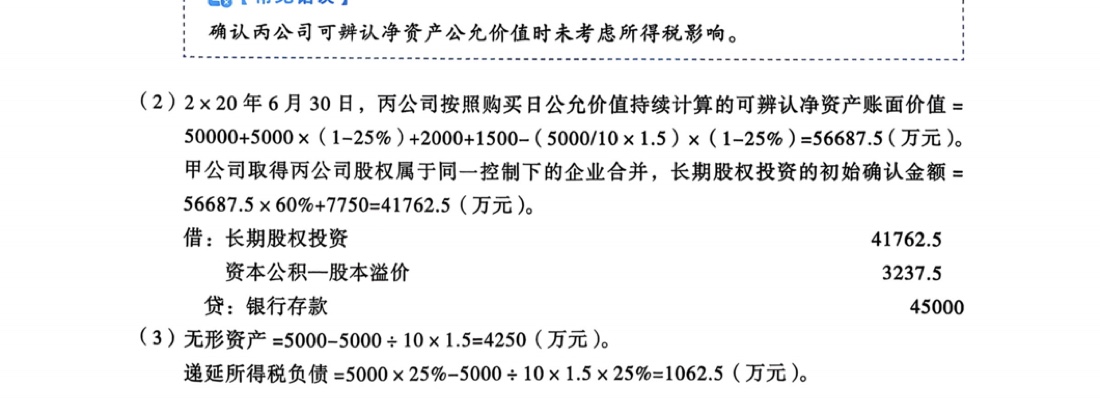 确认丙公司可辨认净资产公允价值时未考虑所得税影响。
（2）2×20 年 6 月 30 日，丙公司按照购买日公允价值持续计算的可辨认净资产账面价值 =
50000+5000×（1-25%）+2000+1500-（5000/10×1.5）×（1-25%）=56687.5（万元）。
甲公司取得丙公司股权属于同一控制下的企业合并，长期股权投资的初始确认金额 =
56687.5×60%+7750=41762.5（万元）。
借：长期股权投资 41762.5
资本公积—股本溢价 3237.5
贷：银行存款 45000
（3）无形资产 =5000-5000÷10×1.5=4250（万元）。
递延所得税负债 =5000×25%-5000÷10×1.5×25%=1062.5（万元）。